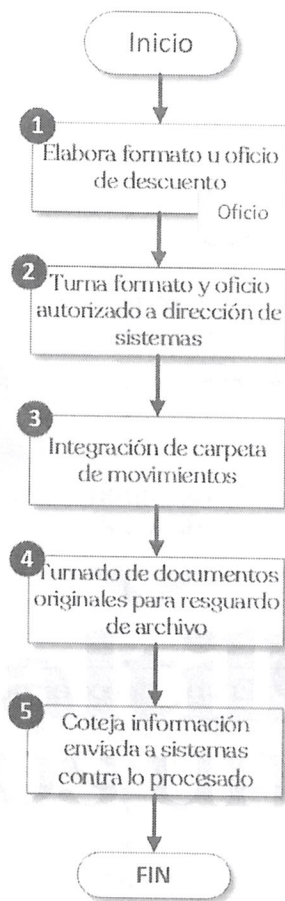 Inicio
1
Elabora formato u oficio
de descuento
Oficio
2
Turna formato y oficio
autorizado a dirección de
sistemas
3
Integración de carpeta
de movimientos
4
Turnado de documentos
originales para resguardo
de archivo
5
Coteja información
enviada a sistemas
contra lo procesado
FIN